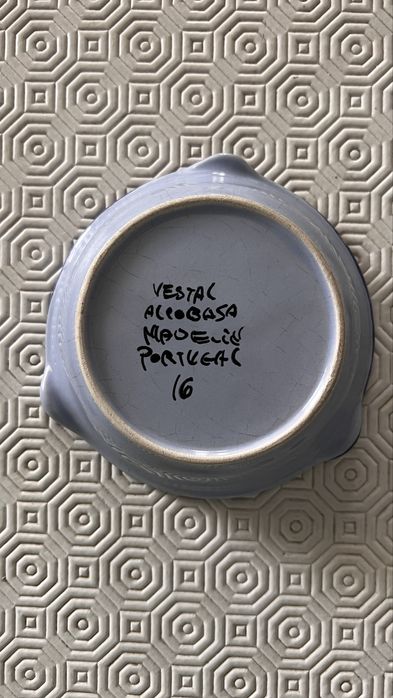 VESTAL
ALCOBASA
MADE IN
PORTUGAL
16